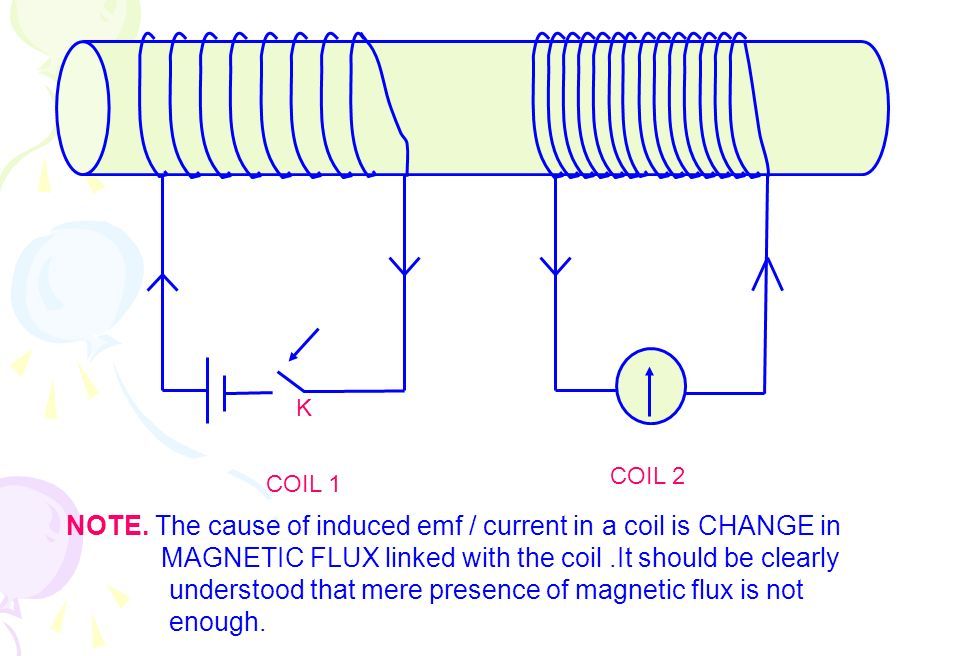 K
COIL 1
COIL 2
NOTE. The cause of induced emf / current in a coil is CHANGE in
MAGNETIC FLUX linked with the coil .It should be clearly
understood that mere presence of magnetic flux is not
enough.